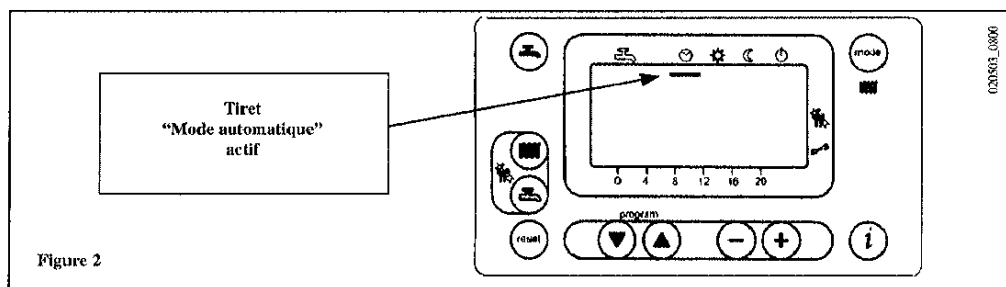 mode
020503_0800
Tiret
“Mode automatique”
actif
0 4 8 12 16 20
program
reset
i
Figure 2